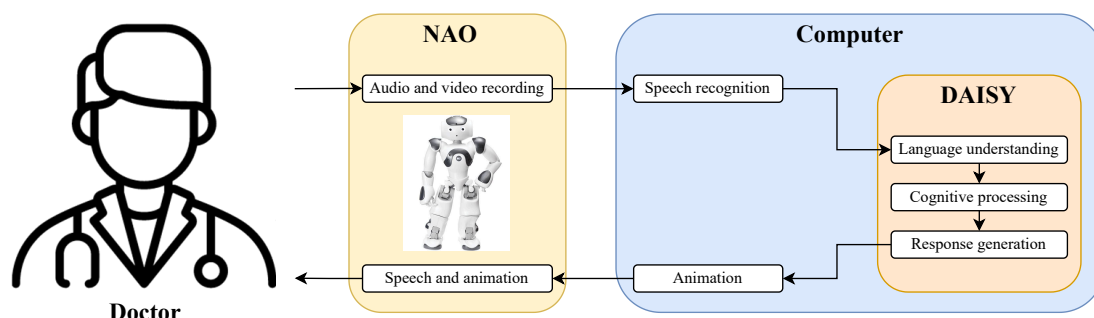 NAO
Computer
Audio and video recording
Speech recognition
DAISY
Language understanding
Cognitive processing
Response generation
Speech and animation
Animation
Doctor